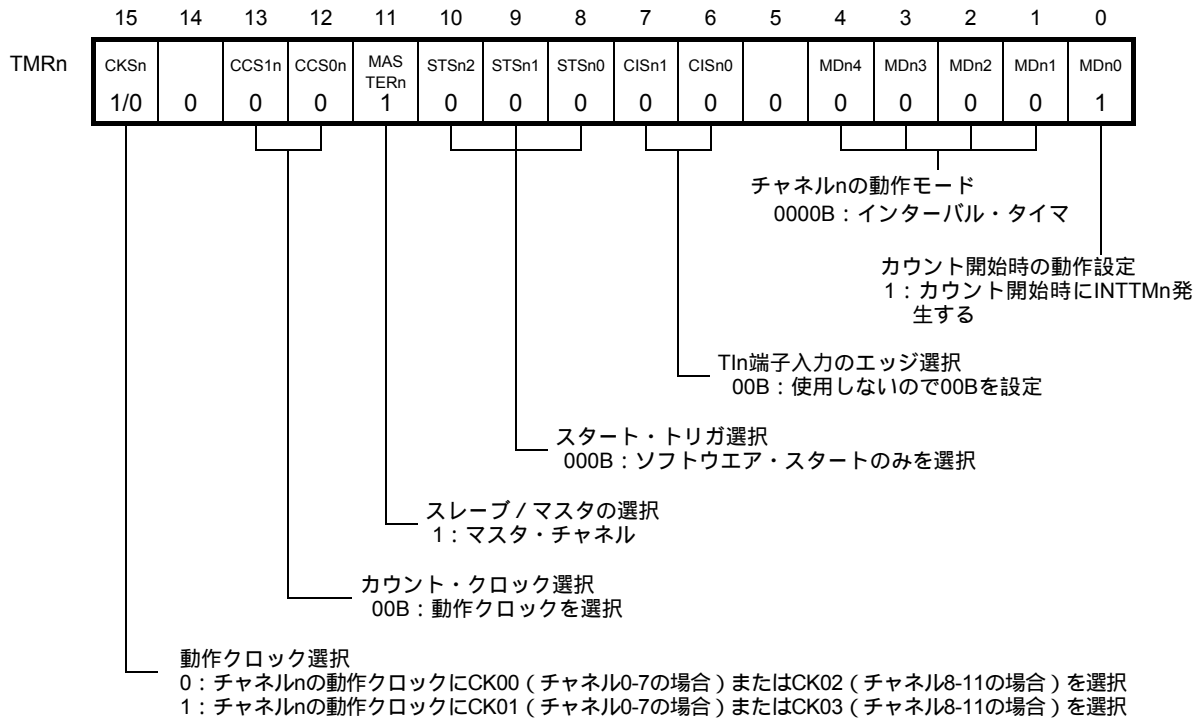 15 14 13 12 11 10 9 8 7 6 5 4 3 2 1 0
TMRn CKSn CCS1n CCS0n MAS STSn2 STSn1 STSn0 CISn1 CISn0 MDn4 MDn3 MDn2 MDn1 MDn0
TERn
1/0 0 0 0 1 0 0 0 0 0 0 0 0 0 0 1
チャネルnの動作モード
0000B：インターバル・タイマ
カウント開始時の動作設定
1：カウント開始時にINTTMn発
生する
TIn端子入力のエッジ選択
00B：使用しないので00Bを設定
スタート・トリガ選択
000B：ソフトウエア・スタートのみを選択
スレーブ／マスタの選択
1：マスタ・チャネル
カウント・クロック選択
00B：動作クロックを選択
動作クロック選択
0：チャネルnの動作クロックにCK00（チャネル0-7の場合）またはCK02（チャネル8-11の場合）を選択
1：チャネルnの動作クロックにCK01（チャネル0-7の場合）またはCK03（チャネル8-11の場合）を選択